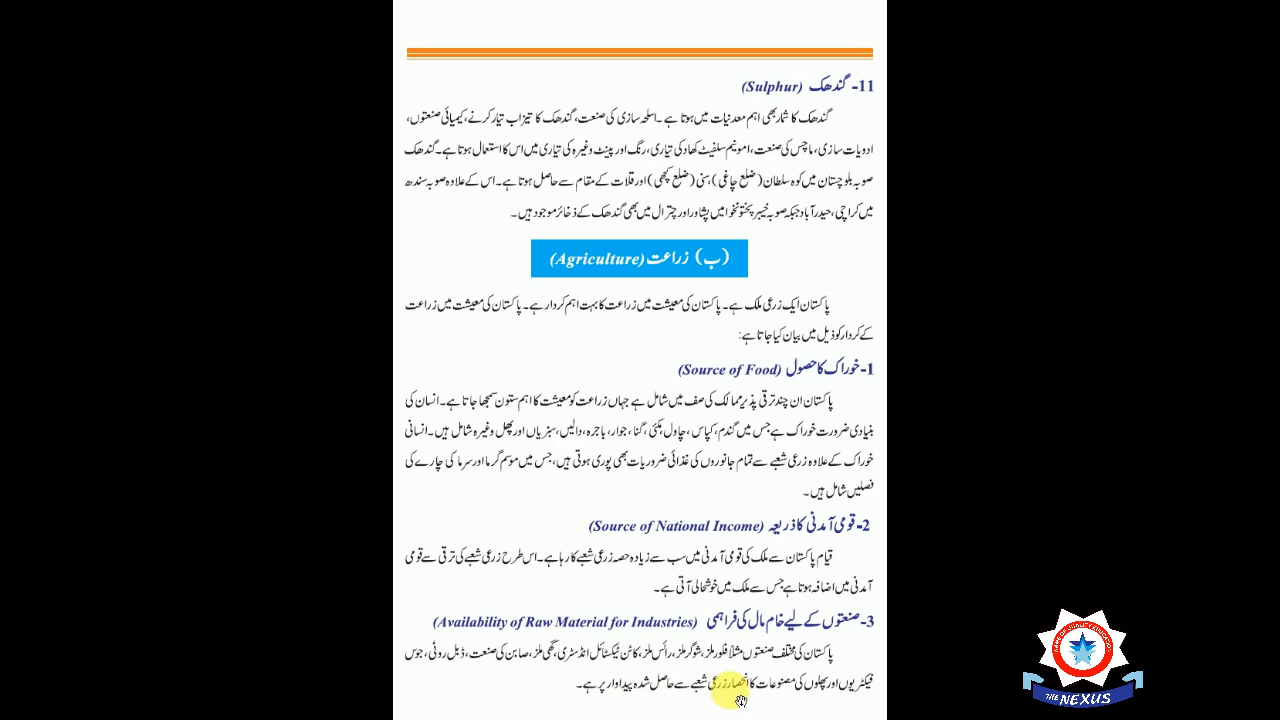 11- گندھک (Sulphur)
گندھک کا شمار بھی اہم معدنیات میں ہوتا ہے ۔ اسلحہ سازی کی صنعت، گندھک کا تیزاب تیار کرنے، کیمیائی صنعتوں،
ادویات سازی، ماچس کی صنعت، امونیم سلفیٹ کھاد کی تیاری، رنگ اور پینٹ وغیرہ کی تیاری میں اس کا استعمال ہوتا ہے۔ گندھک
صوبہ بلوچستان میں کوہ سلطان (ضلع چاغی)، سنی (ضلع کچھی) اور قلات کے مقام سے حاصل ہوتا ہے۔ اس کے علاوہ صوبہ سندھ
میں کراچی، حیدرآباد جبکہ صوبہ خیبر پختونخوا میں پشاور اور چترال میں بھی گندھک کے ذخائر موجود ہیں ۔
(ب) زراعت (Agriculture)
پاکستان ایک زرعی ملک ہے۔ پاکستان کی معیشت میں زراعت کا بہت اہم کردار ہے۔ پاکستان کی معیشت میں زراعت
کے کردار کو ذیل میں بیان کیا جاتا ہے:
1- خوراک کا حصول (Source of Food)
پاکستان ان چند ترقی پذیر ممالک کی صف میں شامل ہے جہاں زراعت کو معیشت کا اہم ستون سمجھا جاتا ہے۔ انسان کی
بنیادی ضرورت خوراک ہے جس میں گندم، کپاس، چاول، مکئی، گنا، جوار، باجرہ، دالیں، سبزیاں اور پھل وغیرہ شامل ہیں۔ انسانی
خوراک کے علاوہ زرعی شعبے سے تمام جانوروں کی غذائی ضروریات بھی پوری ہوتی ہیں، جس میں موسم گرما اور سرما کی چارے کی
فصلیں شامل ہیں ۔
2- قومی آمدنی کا ذریعہ (Source of National Income)
قیام پاکستان سے ملک کی قومی آمدنی میں سب سے زیادہ حصہ زرعی شعبے کا رہا ہے۔ اس طرح زرعی شعبے کی ترقی سے قومی
آمدنی میں اضافہ ہوتا ہے جس سے ملک میں خوشحالی آتی ہے۔
3- صنعتوں کے لیے خام مال کی فراہمی (Availability of Raw Material for Industries)
پاکستان کی مختلف صنعتوں مثلاً فلور ملز، شوگر ملز، رائس ملز، کاٹن ٹیکسٹائل انڈسٹری، گھی ملز، صابن کی صنعت، ڈبل روٹی، جوس
فیکٹریوں اور پھلوں کی مصنوعات کا انحصار زرعی شعبے سے حاصل شدہ پیداوار پر ہے۔
THE NEXUS